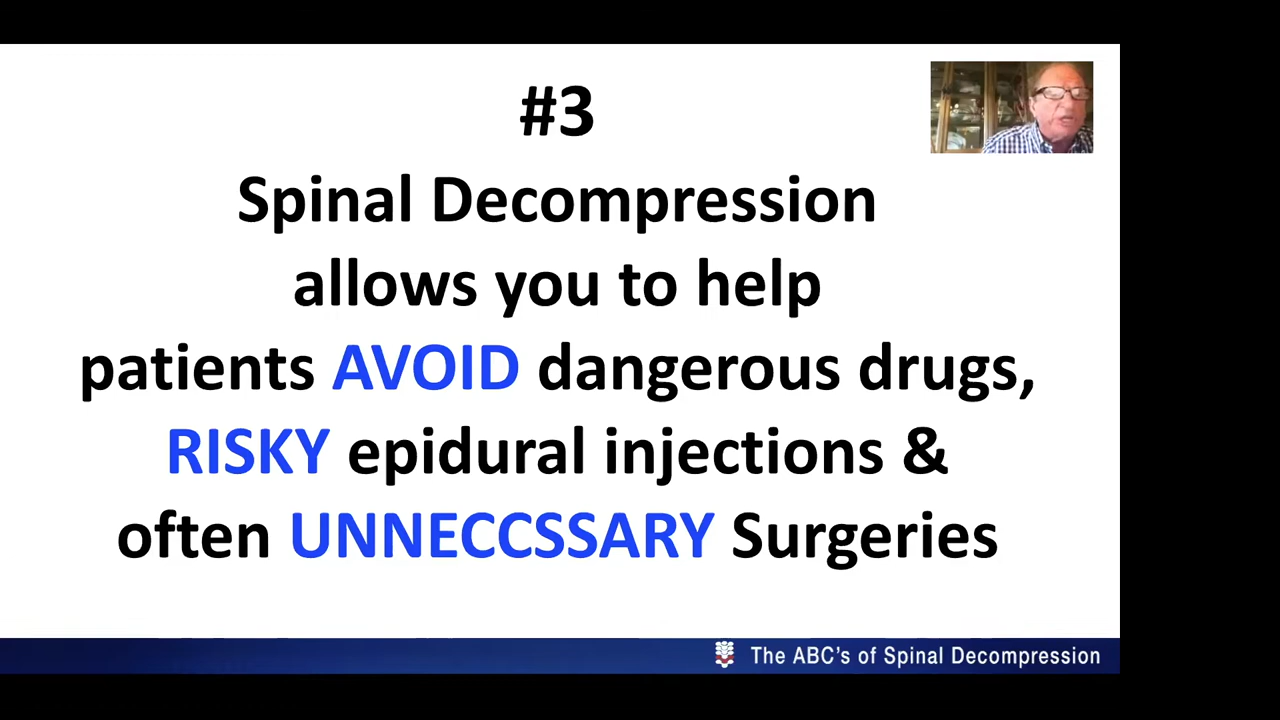 #3
Spinal Decompression
allows you to help
patients AVOID dangerous drugs,
RISKY epidural injections &
often UNNECCSSARY Surgeries
The ABC's of Spinal Decompression